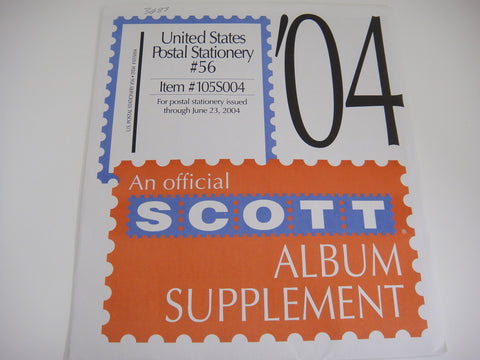 United States
Postal Stationery
#56
Item #105S004
For postal stationery issued
through June 23, 2004
'04
An official
SCOTT®
ALBUM
SUPPLEMENT